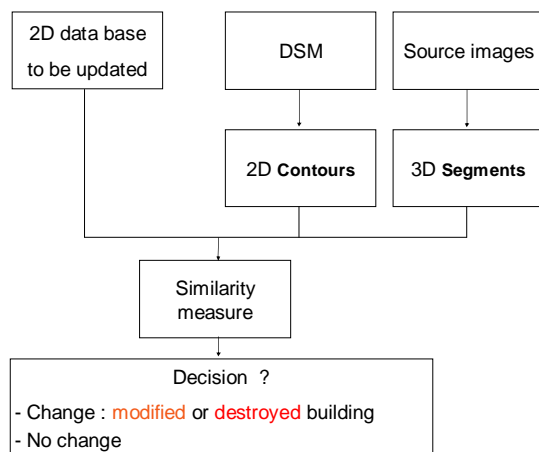 2D data base
to be updated
DSM
Source images
2D Contours
3D Segments
Similarity
measure
Decision ?
- Change : modified or destroyed building
- No change